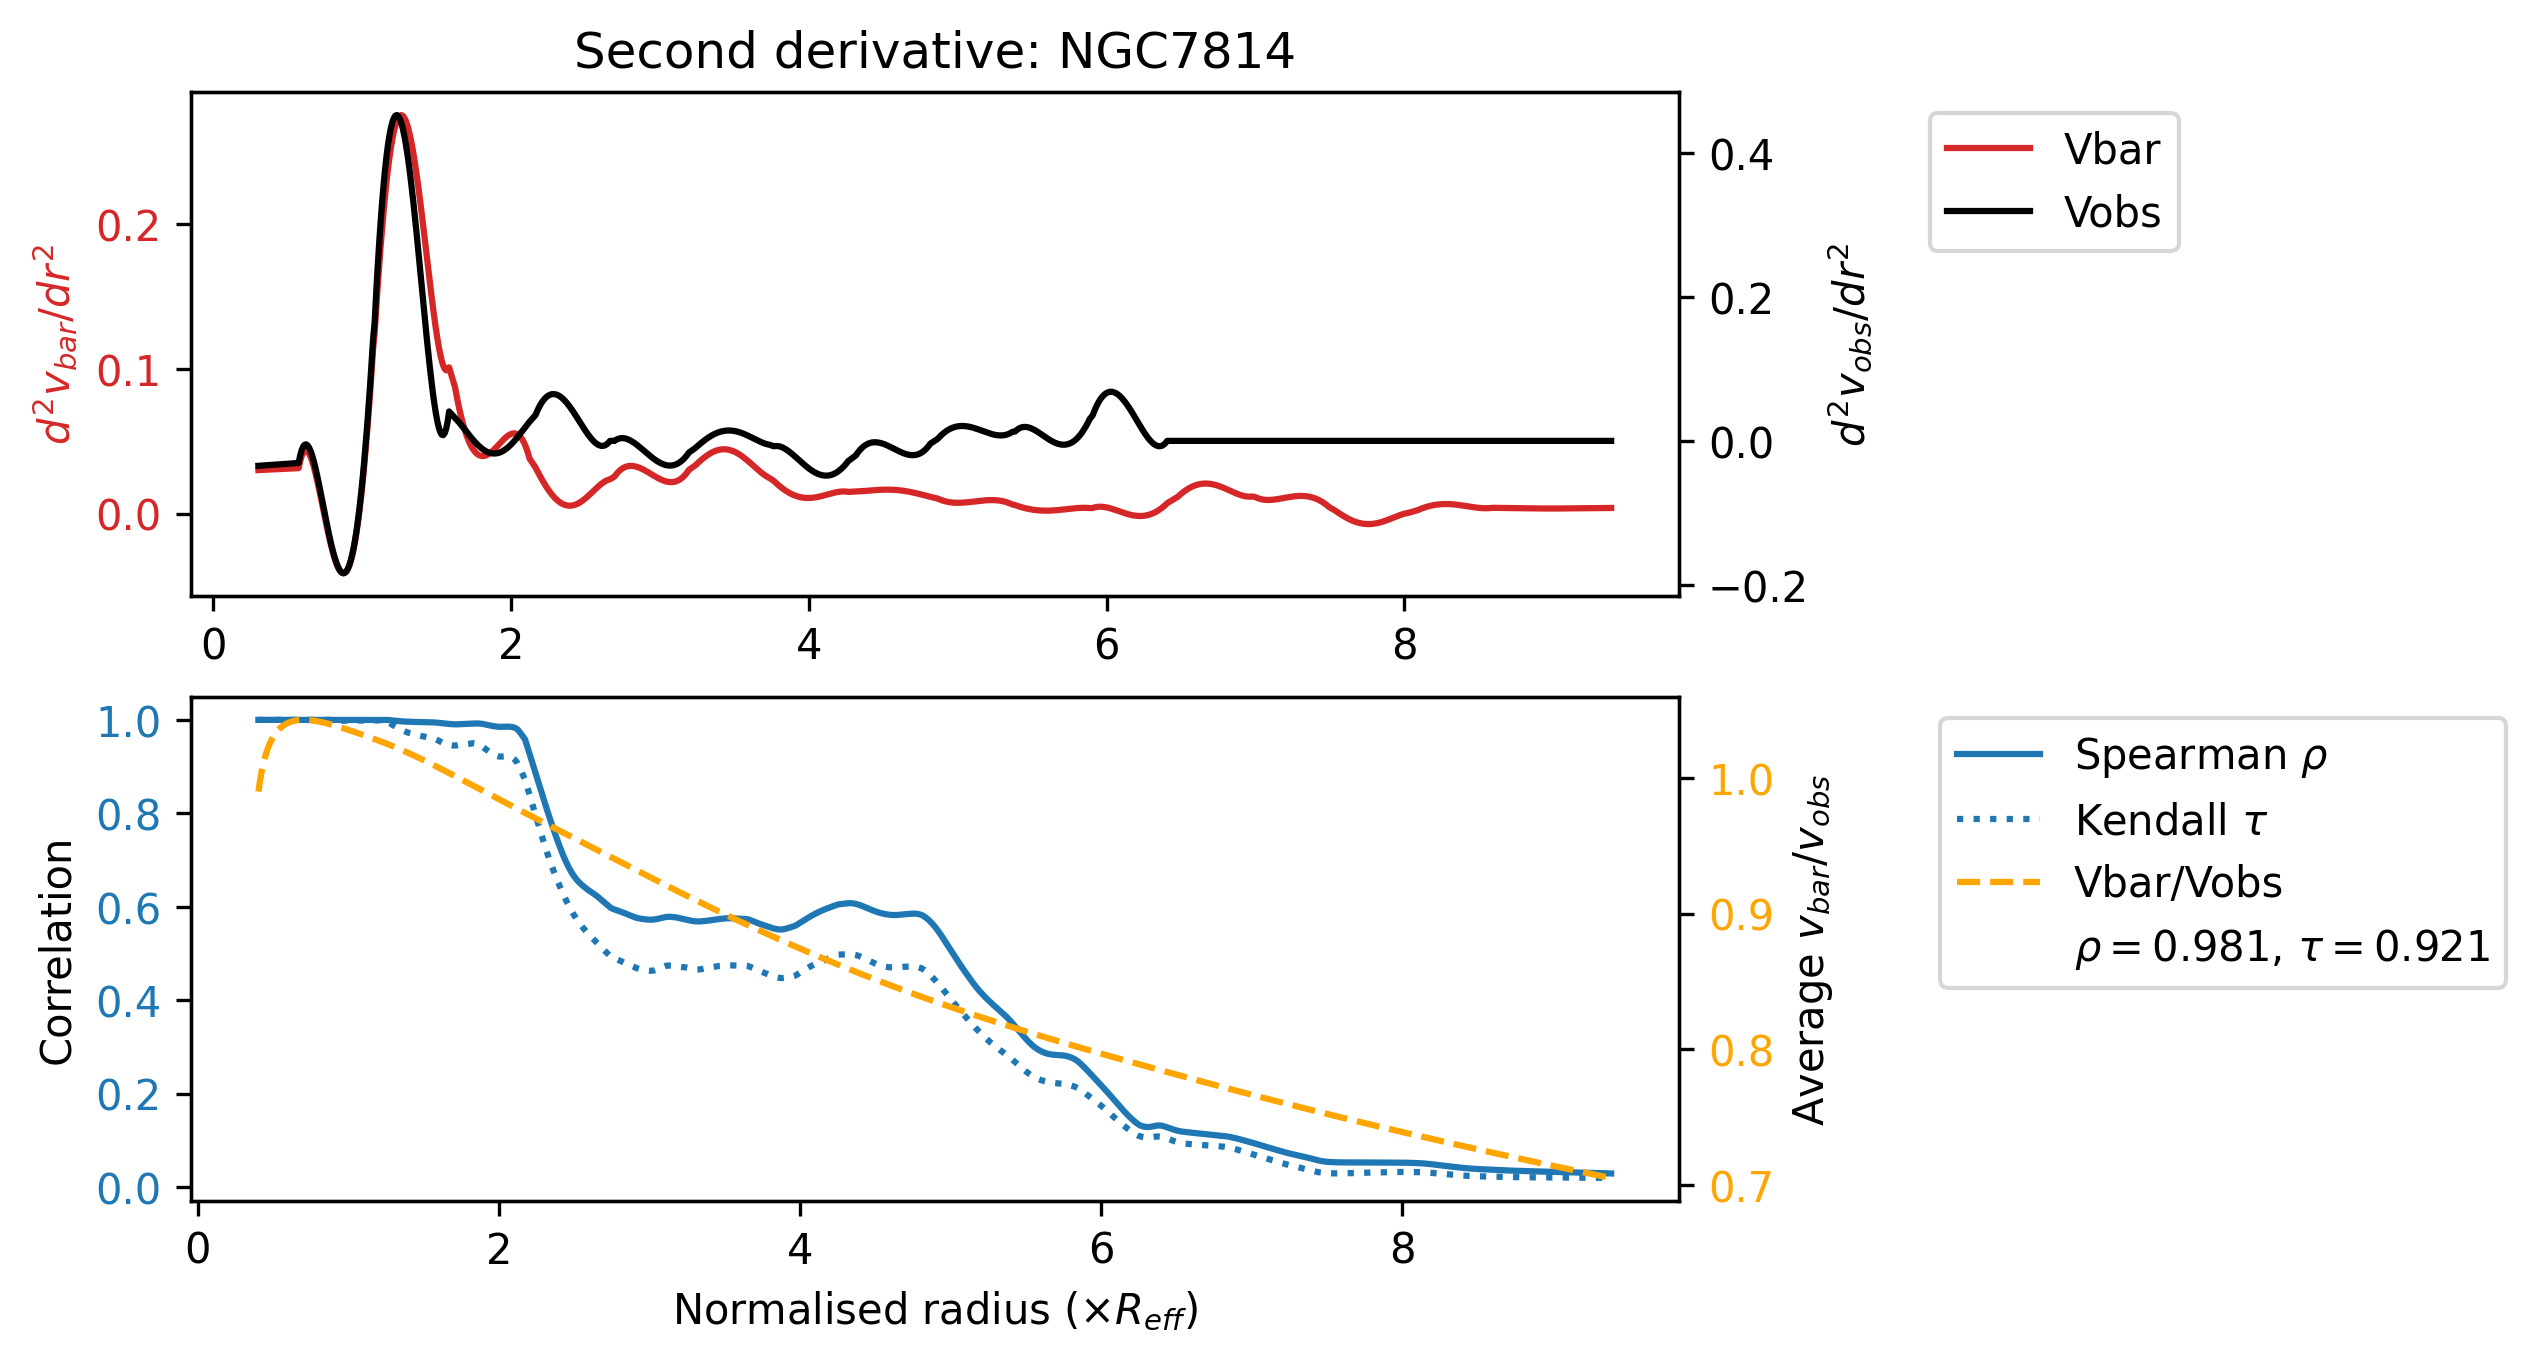 Second derivative: NGC7814
d²v_bar/dr²
0.2
0.1
0.0
0.4
0.2
0.0
−0.2
d²v_obs/dr²
Vbar
Vobs
0 2 4 6 8
Correlation
1.0
0.8
0.6
0.4
0.2
0.0
1.0
0.9
0.8
0.7
Average v_bar/v_obs
Spearman ρ
Kendall τ
Vbar/Vobs
ρ = 0.981, τ = 0.921
0 2 4 6 8
Normalised radius (×R_eff)